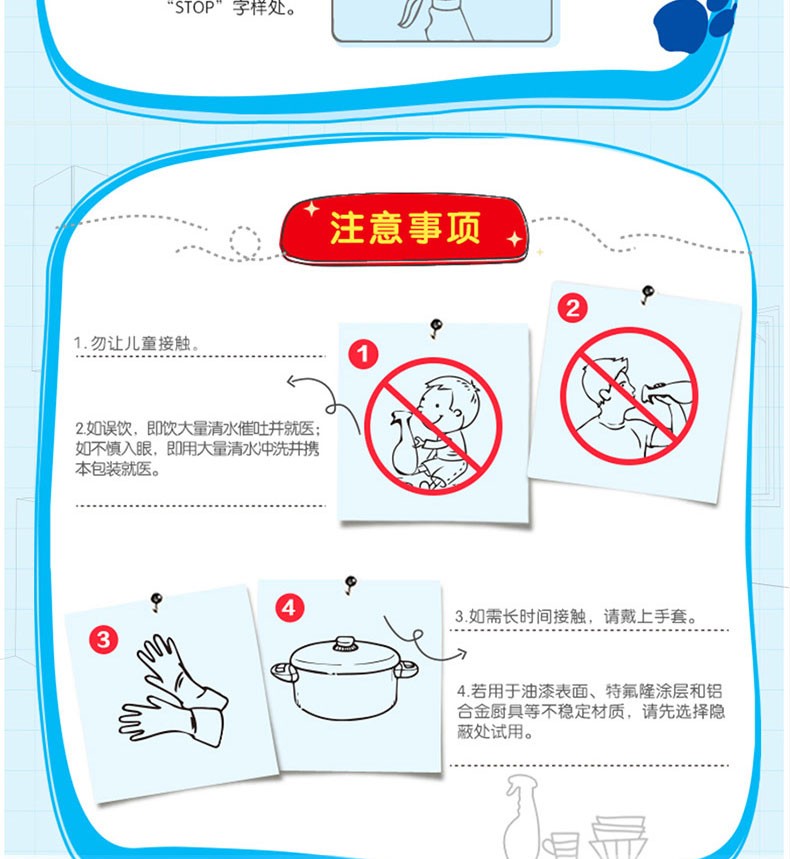 “STOP”字样处。
注意事项
1.勿让儿童接触。
1
2
2.如误饮，即饮大量清水催吐并就医；
如不慎入眼，即用大量清水冲洗并携
本包装就医。
3
4
3.如需长时间接触，请戴上手套。
4.若用于油漆表面、特氟隆涂层和铝
合金厨具等不稳定材质，请先选择隐
蔽处试用。